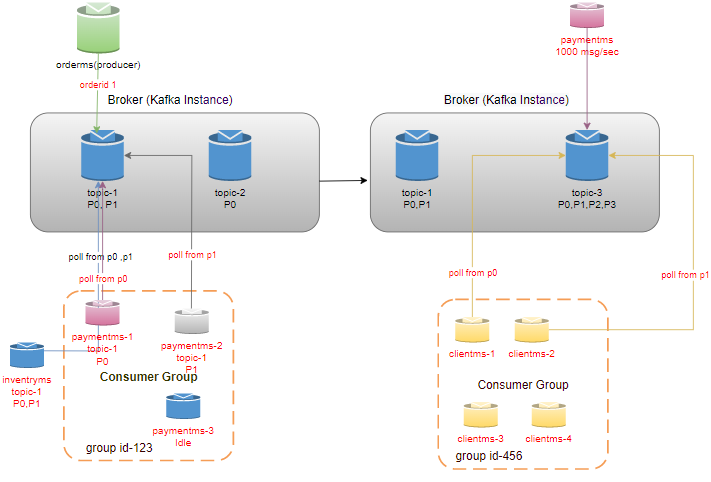 paymentms
1000 msg/sec
orderms(producer)
orderid 1
Broker (Kafka Instance)
Broker (Kafka Instance)
topic-1
P0, P1
topic-2
P0
topic-1
P0,P1
topic-3
P0,P1,P2,P3
poll from p0 ,p1
poll from p1
poll from p0
poll from p0
poll from p1
paymentms-1
topic-1
P0
paymentms-2
topic-1
P1
clientms-1
clientms-2
inventryms
topic-1
P0,P1
Consumer Group
Consumer Group
paymentms-3
Idle
clientms-3
clientms-4
group id-123
group id-456